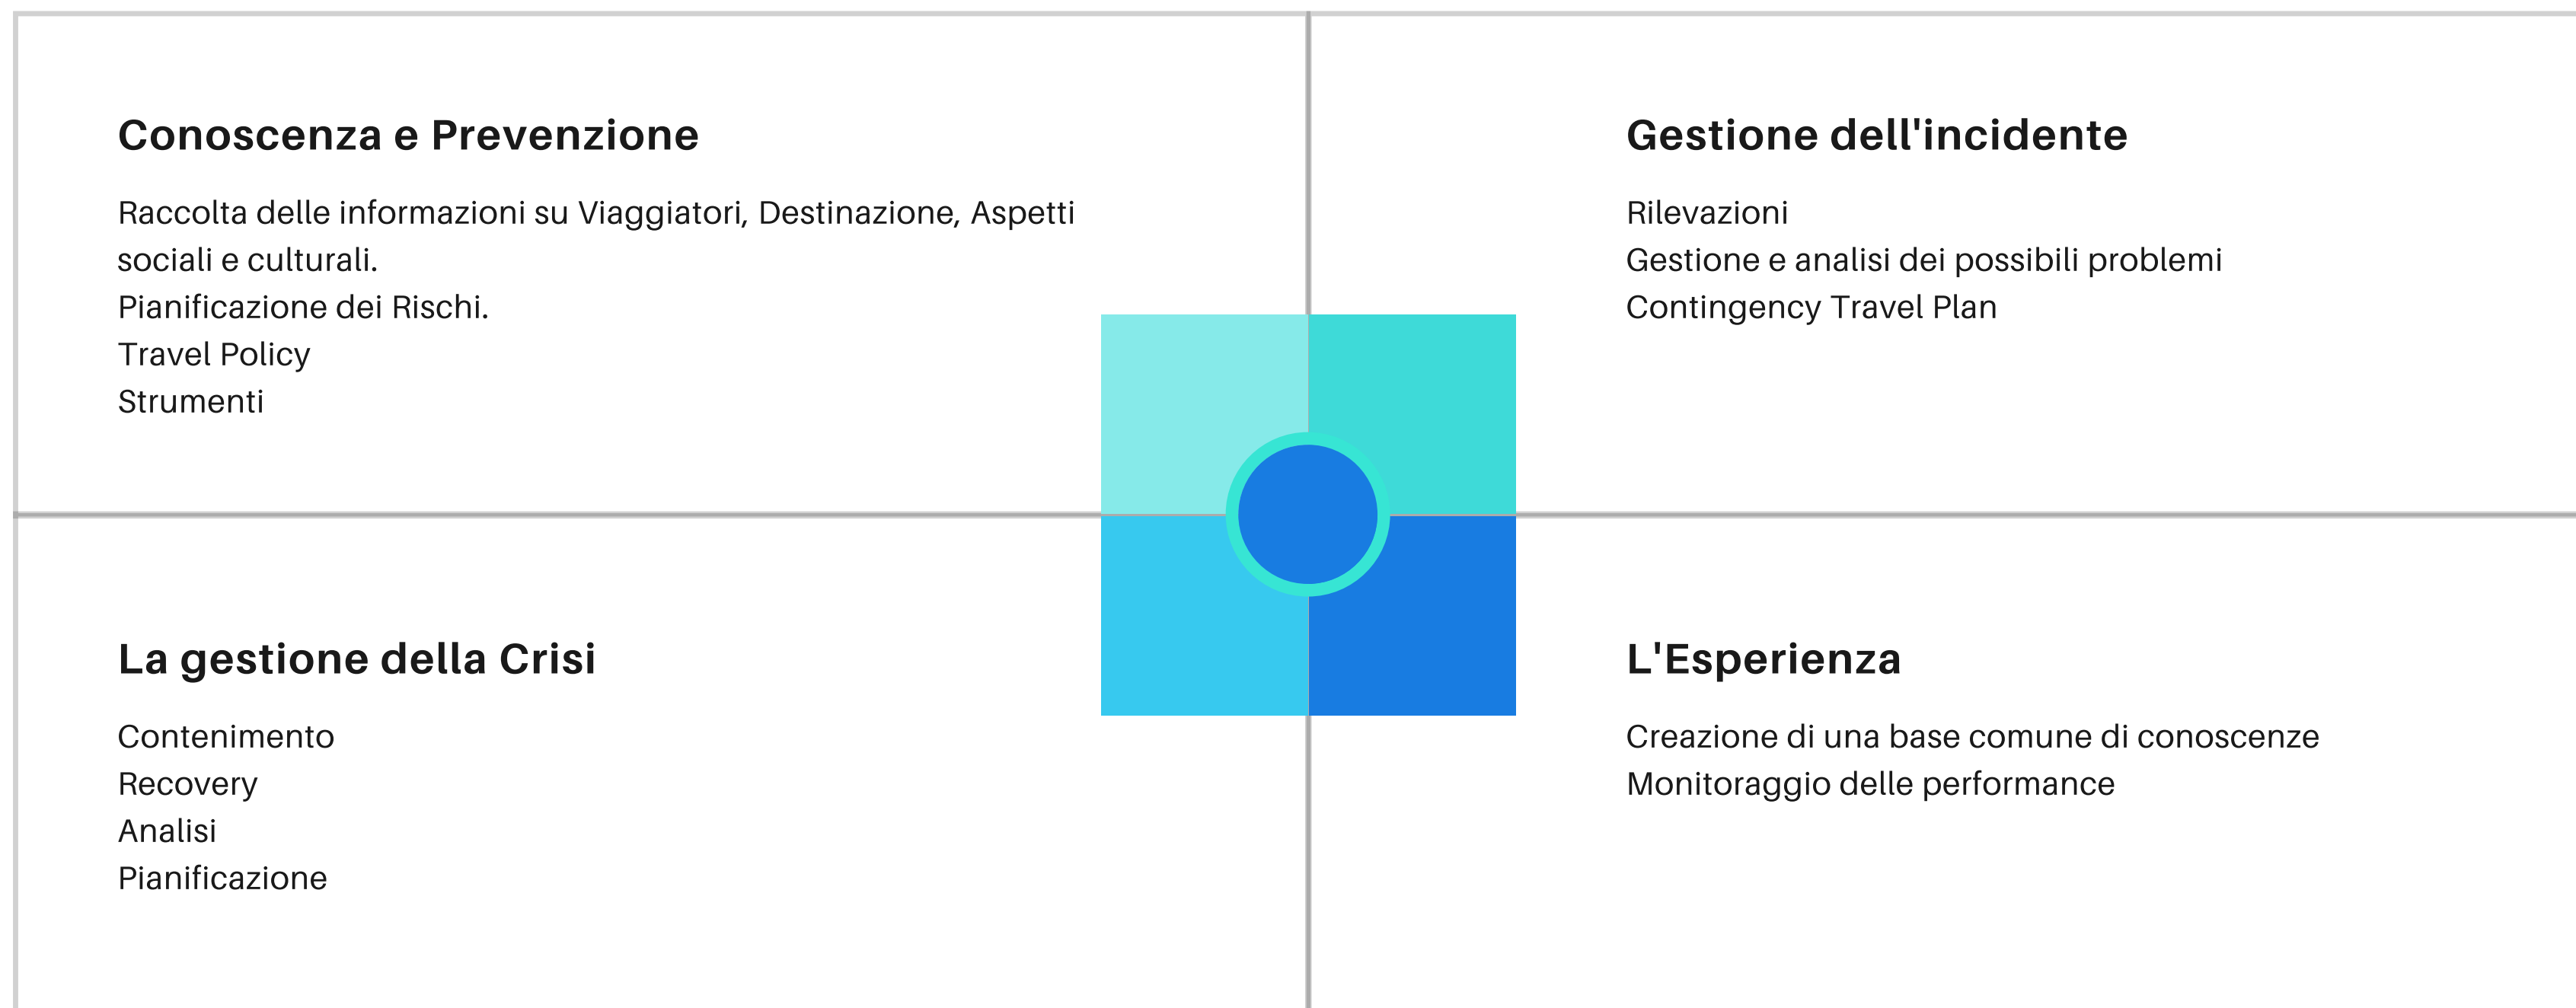 Conoscenza e Prevenzione
Raccolta delle informazioni su Viaggiatori, Destinazione, Aspetti
sociali e culturali.
Pianificazione dei Rischi.
Travel Policy
Strumenti
Gestione dell'incidente
Rilevazioni
Gestione e analisi dei possibili problemi
Contingency Travel Plan
La gestione della Crisi
Contenimento
Recovery
Analisi
Pianificazione
L'Esperienza
Creazione di una base comune di conoscenze
Monitoraggio delle performance